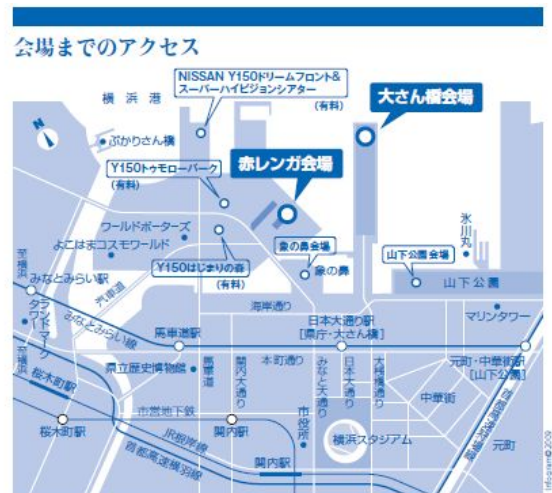 会場までのアクセス
NISSAN Y150ドリームフロント&
スーパーハイビジョンシアター
(有料)
横浜港
大さん橋会場
N
ぷかりさん橋
Y150トゥモローパーク
(有料)
赤レンガ会場
ワールドポーターズ
よこはまコスモワールド
象の鼻会場
氷川丸
山下公園会場
Y150はじまりの森
(有料)
象の鼻
山下公園
至横浜
みなとみらい駅
汽車道
海岸通り
マリンタワー
ランドマーク
タワー
みなとみらい線
馬車道駅
日本大通り駅
[県庁・大さん橋]
至横浜
桜木町駅
県立歴史博物館
馬車道
関内大通り
本町通り
みなと大通り
日本大通り
大桟橋通り
元町・中華街駅
[山下公園]
中華街
市営地下鉄
市役所
桜木町駅
関内駅
横浜スタジアム
元町
JR根岸線
首都高速横羽線
関内駅